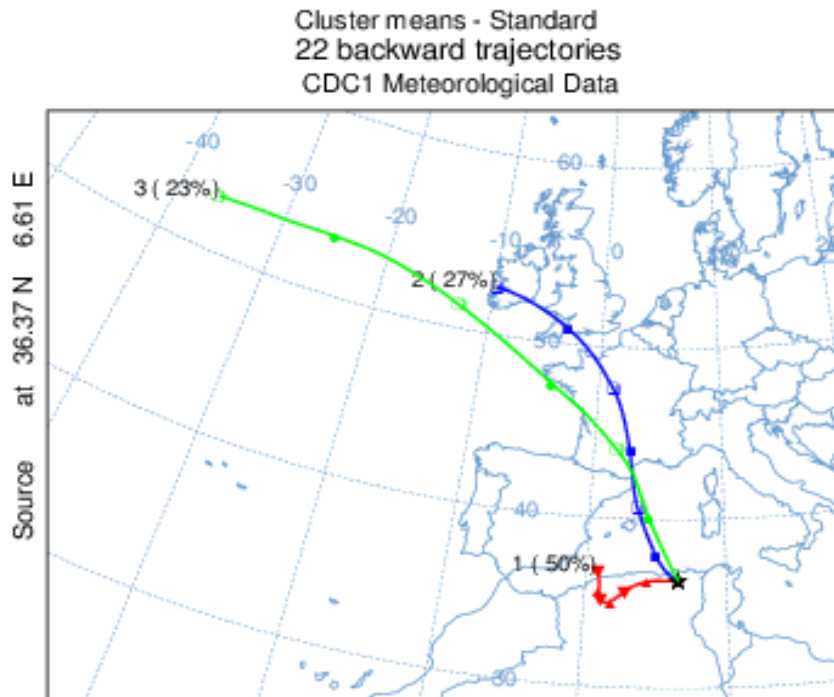 Cluster means - Standard
22 backward trajectories
CDC1 Meteorological Data
Source at 36.37 N 6.61 E
-40
60
3 ( 23%)
-30
-20
-10
0
20
2 ( 27%)
50
40
1 ( 50%)
30